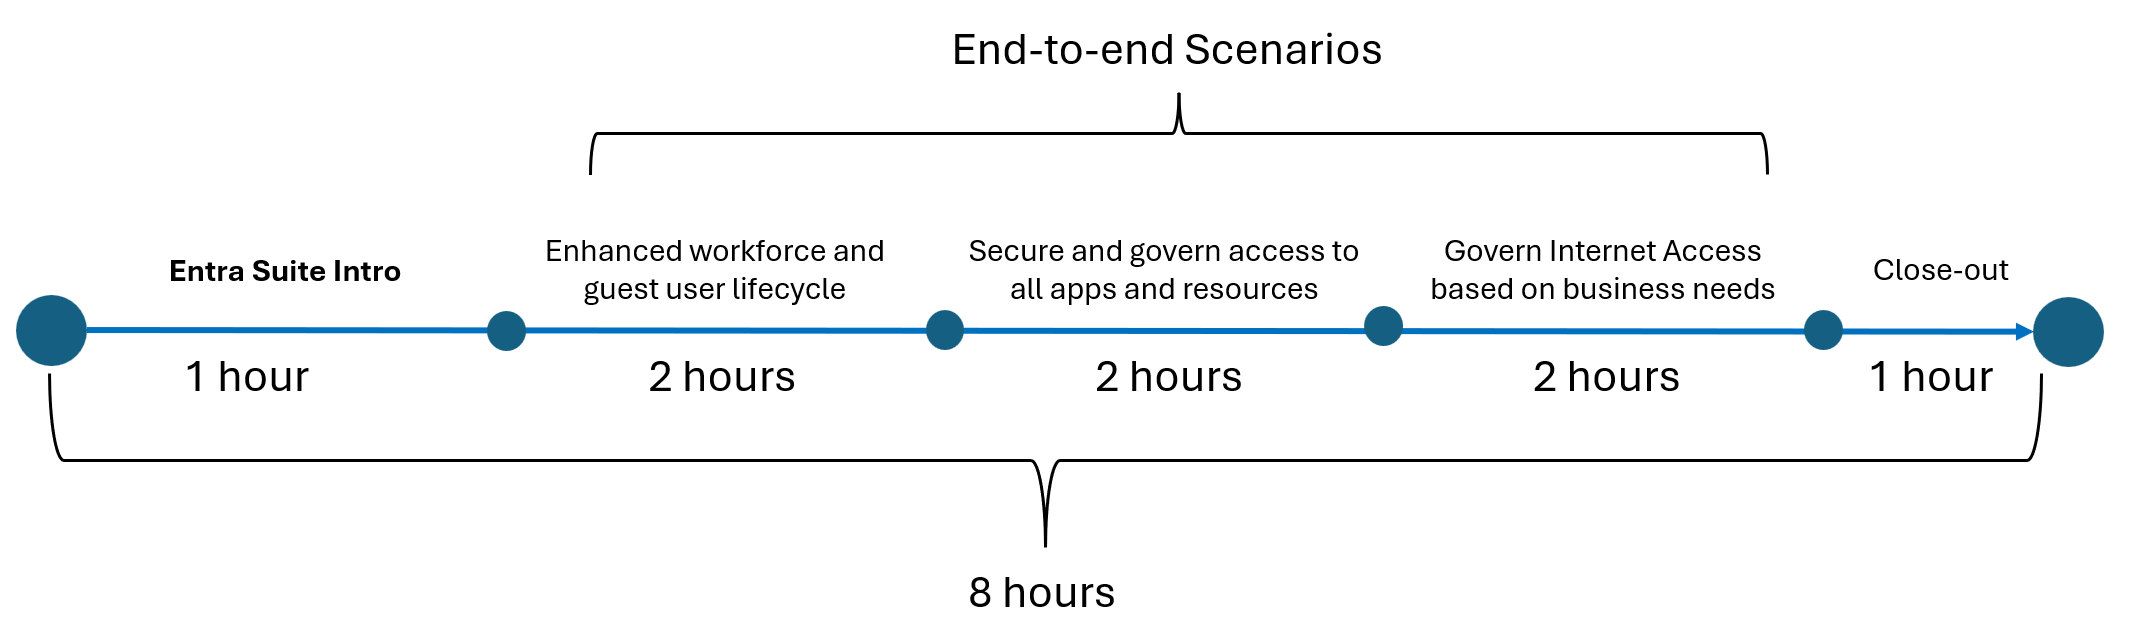 End-to-end Scenarios
Entra Suite Intro
Enhanced workforce and
guest user lifecycle
Secure and govern access to
all apps and resources
Govern Internet Access
based on business needs
Close-out
1 hour
2 hours
2 hours
2 hours
1 hour
8 hours